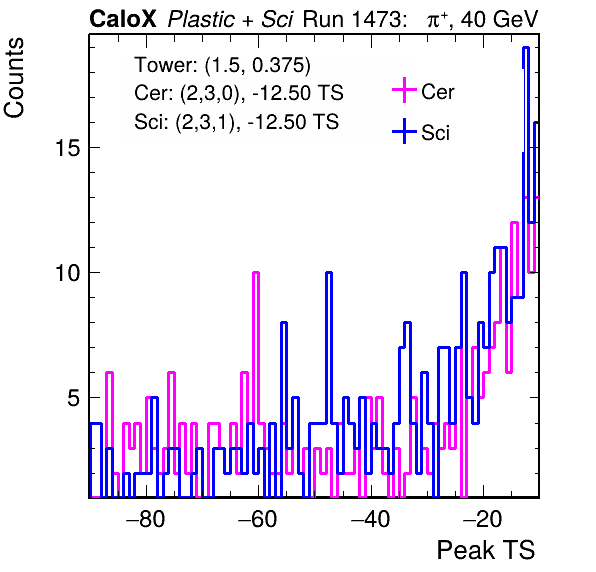 CaloX Plastic + Sci Run 1473: π⁺, 40 GeV
Counts
Tower: (1.5, 0.375)
Cer: (2,3,0), -12.50 TS
Sci: (2,3,1), -12.50 TS
Cer
Sci
15
10
5
−80 −60 −40 −20
Peak TS